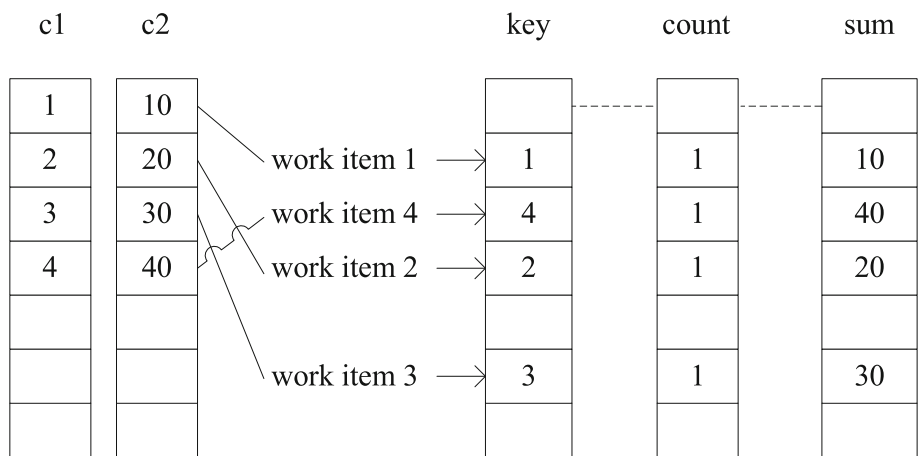 c1 c2 key count sum
1 10
2 20 work item 1 1 1 10
3 30 work item 4 4 1 40
4 40 work item 2 2 1 20
work item 3 3 1 30